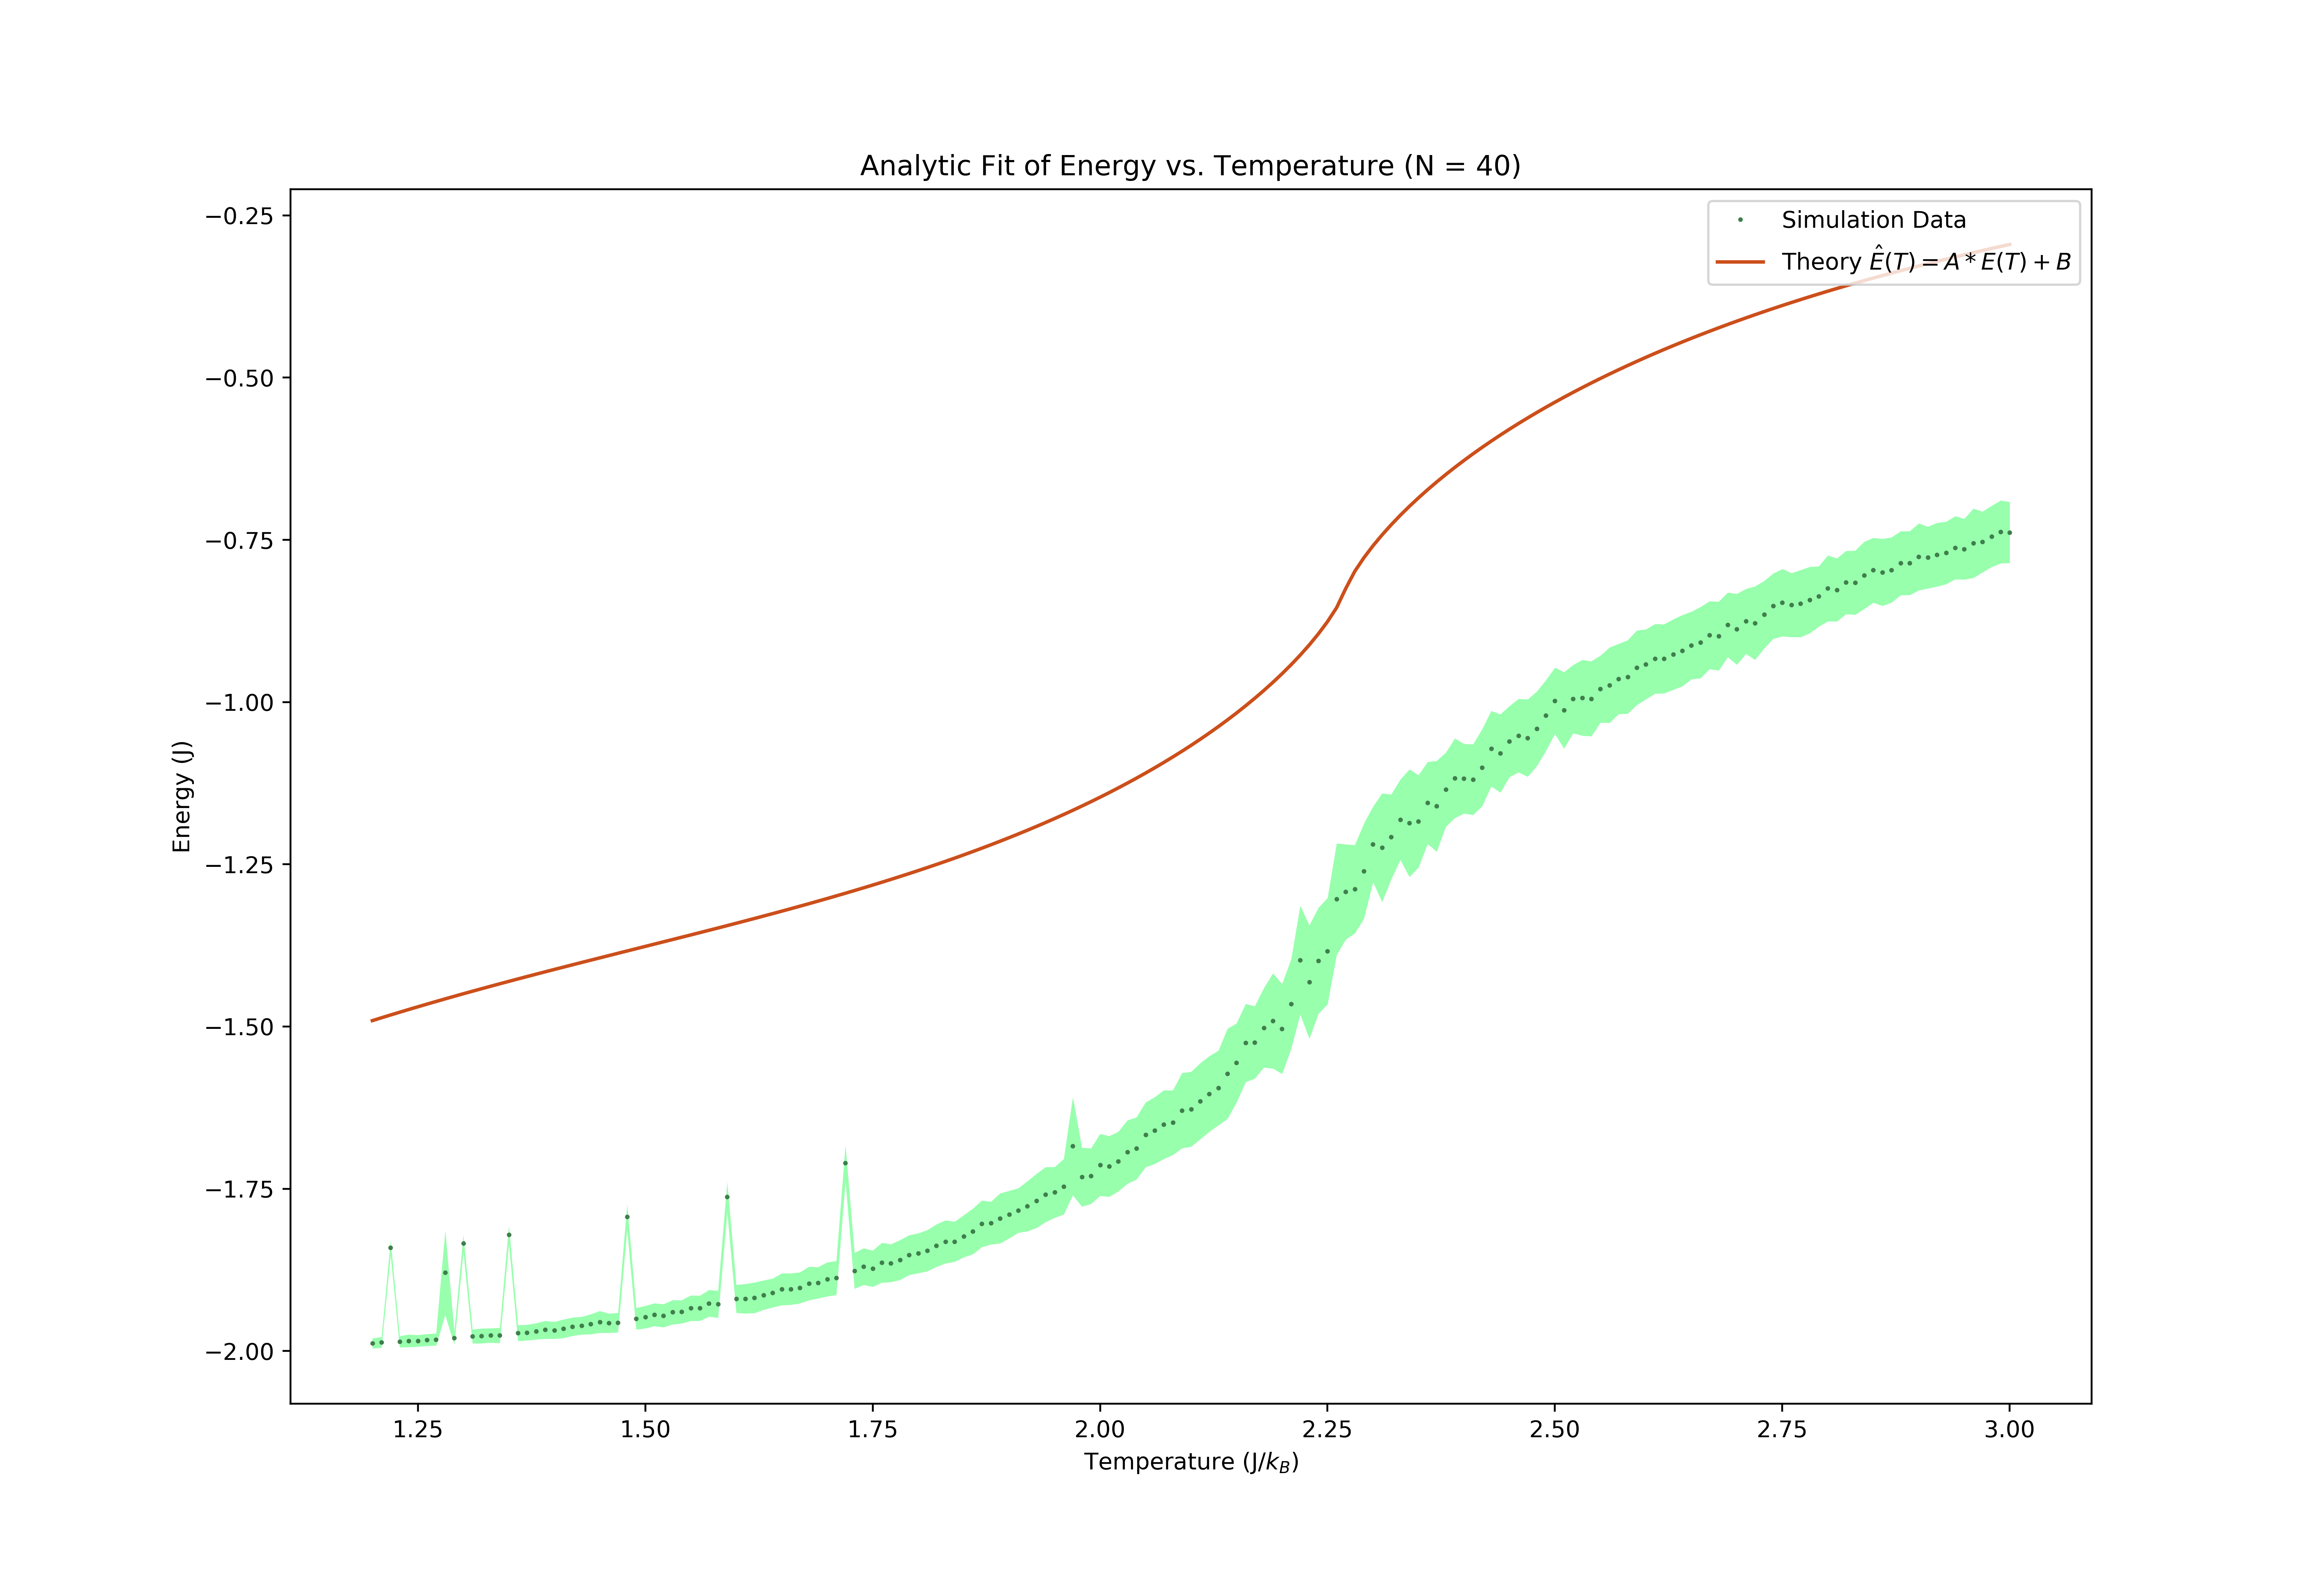 Analytic Fit of Energy vs. Temperature (N = 40)
Simulation Data
Theory Ê(T) = A * E(T) + B
−0.25
−0.50
−0.75
−1.00
−1.25
−1.50
−1.75
−2.00
Energy (J)
1.25 1.50 1.75 2.00 2.25 2.50 2.75 3.00
Temperature (J/k_B)